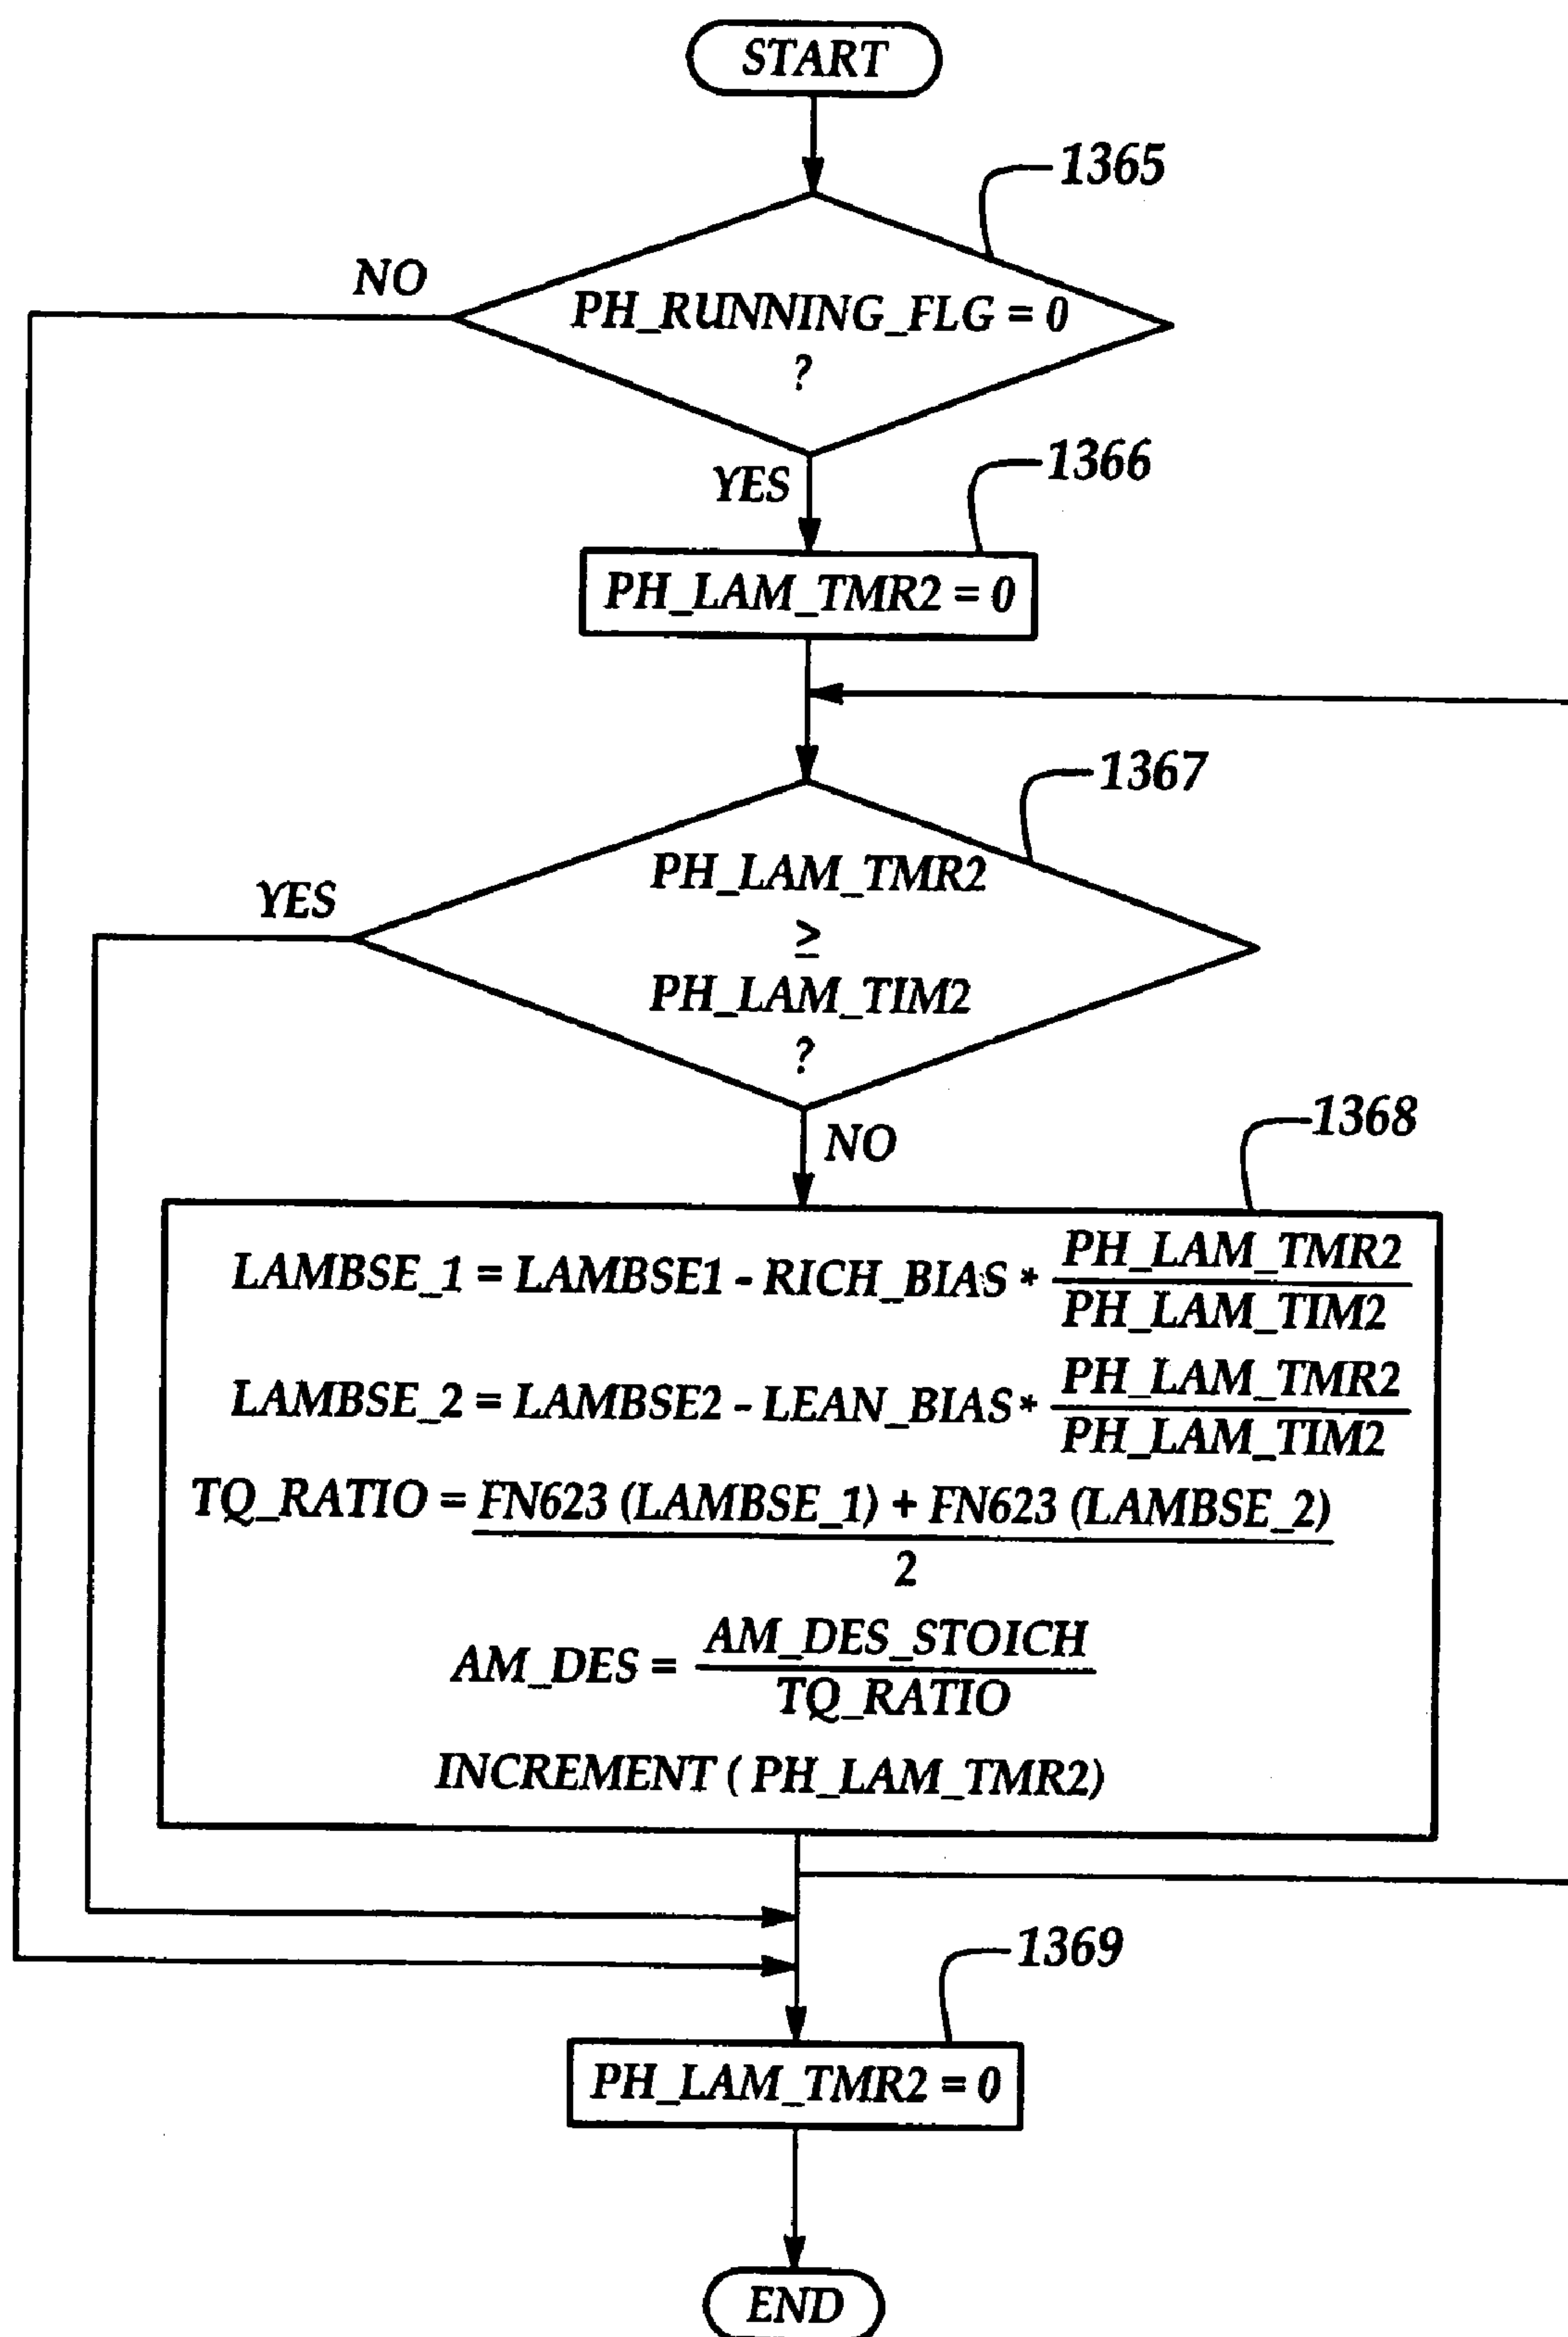 START
1365
NO
PH_RUNNING_FLG = 0
?
YES
1366
PH_LAM_TMR2 = 0
1367
YES
PH_LAM_TMR2
≥
PH_LAM_TIM2
?
NO
1368
LAMBSE_1 = LAMBSE1 - RICH_BIAS * PH_LAM_TMR2
PH_LAM_TIM2
LAMBSE_2 = LAMBSE2 - LEAN_BIAS * PH_LAM_TMR2
PH_LAM_TIM2
TQ_RATIO = FN623 (LAMBSE_1) + FN623 (LAMBSE_2)
2
AM_DES = AM_DES_STOICH
TQ_RATIO
INCREMENT ( PH_LAM_TMR2)
1369
PH_LAM_TMR2 = 0
END